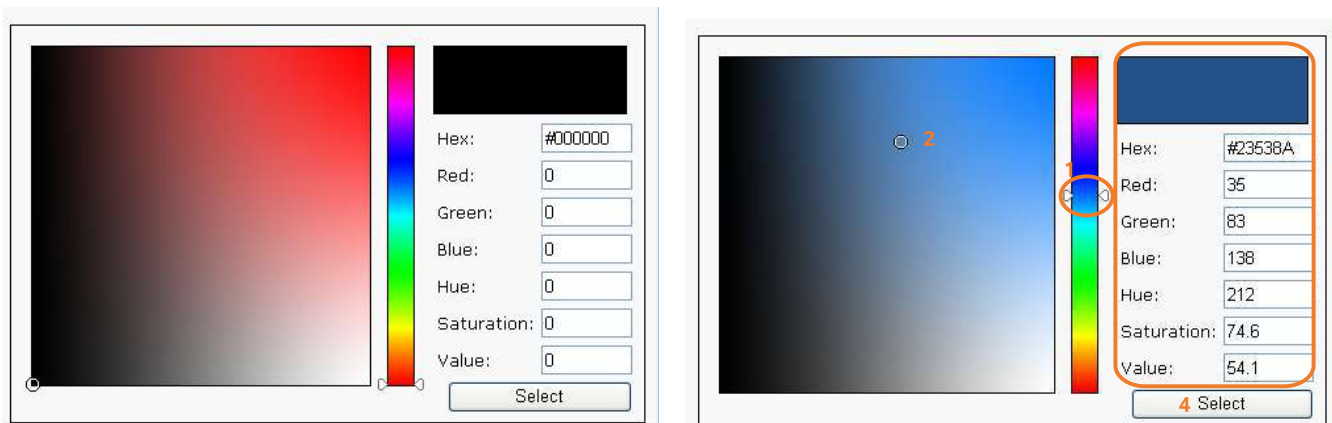 Hex: #000000
Red: 0
Green: 0
Blue: 0
Hue: 0
Saturation: 0
Value: 0
Select
2
1
Hex: #23538A
Red: 35
Green: 83
Blue: 138
Hue: 212
Saturation: 74.6
Value: 54.1
4 Select